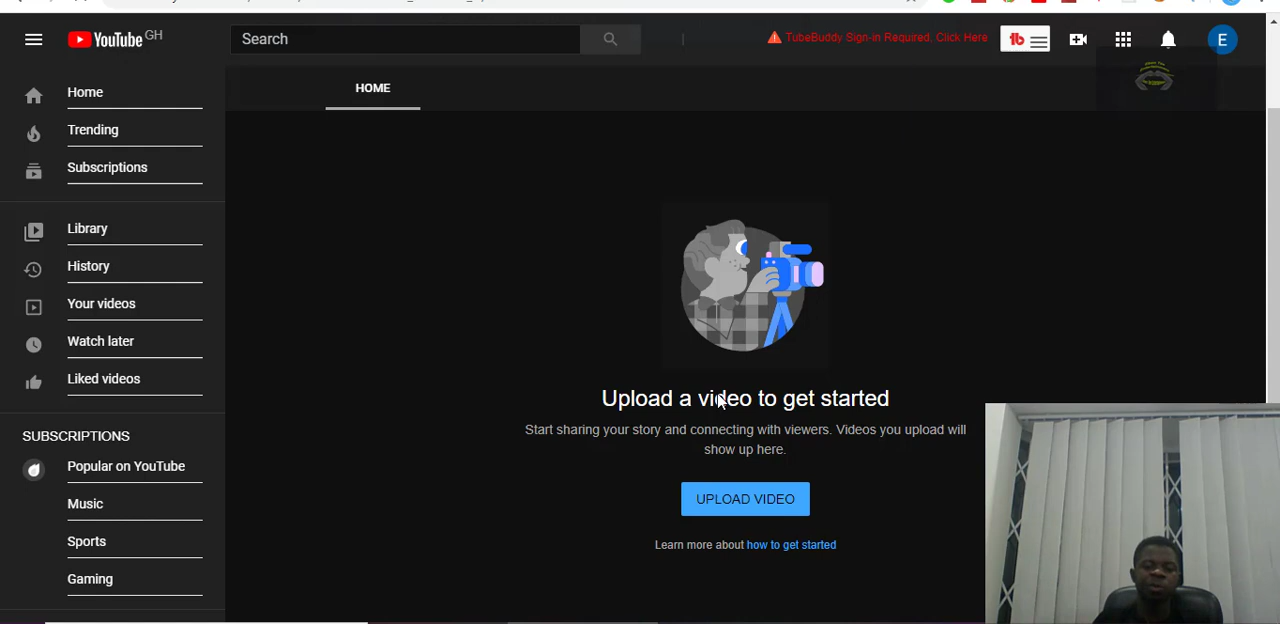 YouTube GH
Search
TubeBuddy Sign-in Required, Click Here
tb
E
Home
Trending
Subscriptions
Library
History
Your videos
Watch later
Liked videos
SUBSCRIPTIONS
Popular on YouTube
Music
Sports
Gaming
HOME
Upload a video to get started
Start sharing your story and connecting with viewers. Videos you upload will
show up here.
UPLOAD VIDEO
Learn more about how to get started